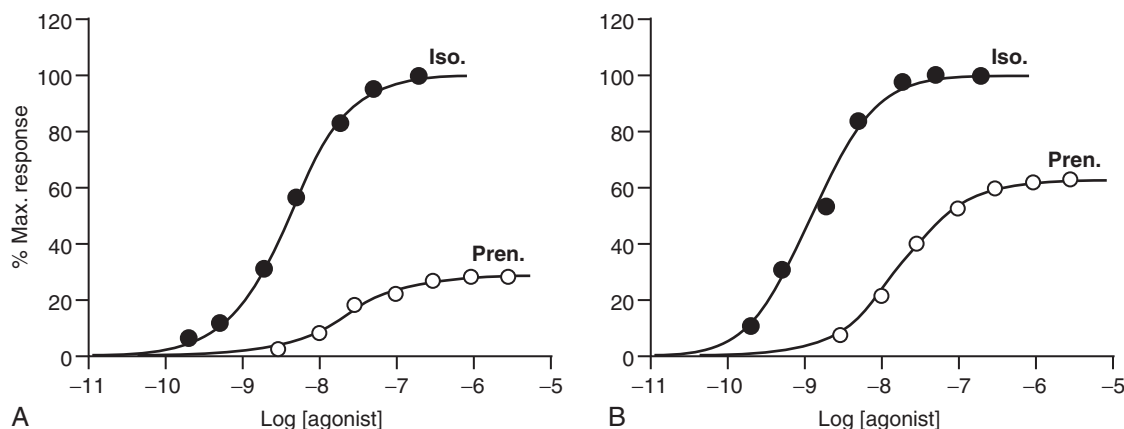 120
100
80
60
40
20
0
% Max. response
Iso.
Pren.
–11 –10 –9 –8 –7 –6 –5
Log [agonist]
A
120
100
80
60
40
20
0
Iso.
Pren.
–11 –10 –9 –8 –7 –6 –5
Log [agonist]
B